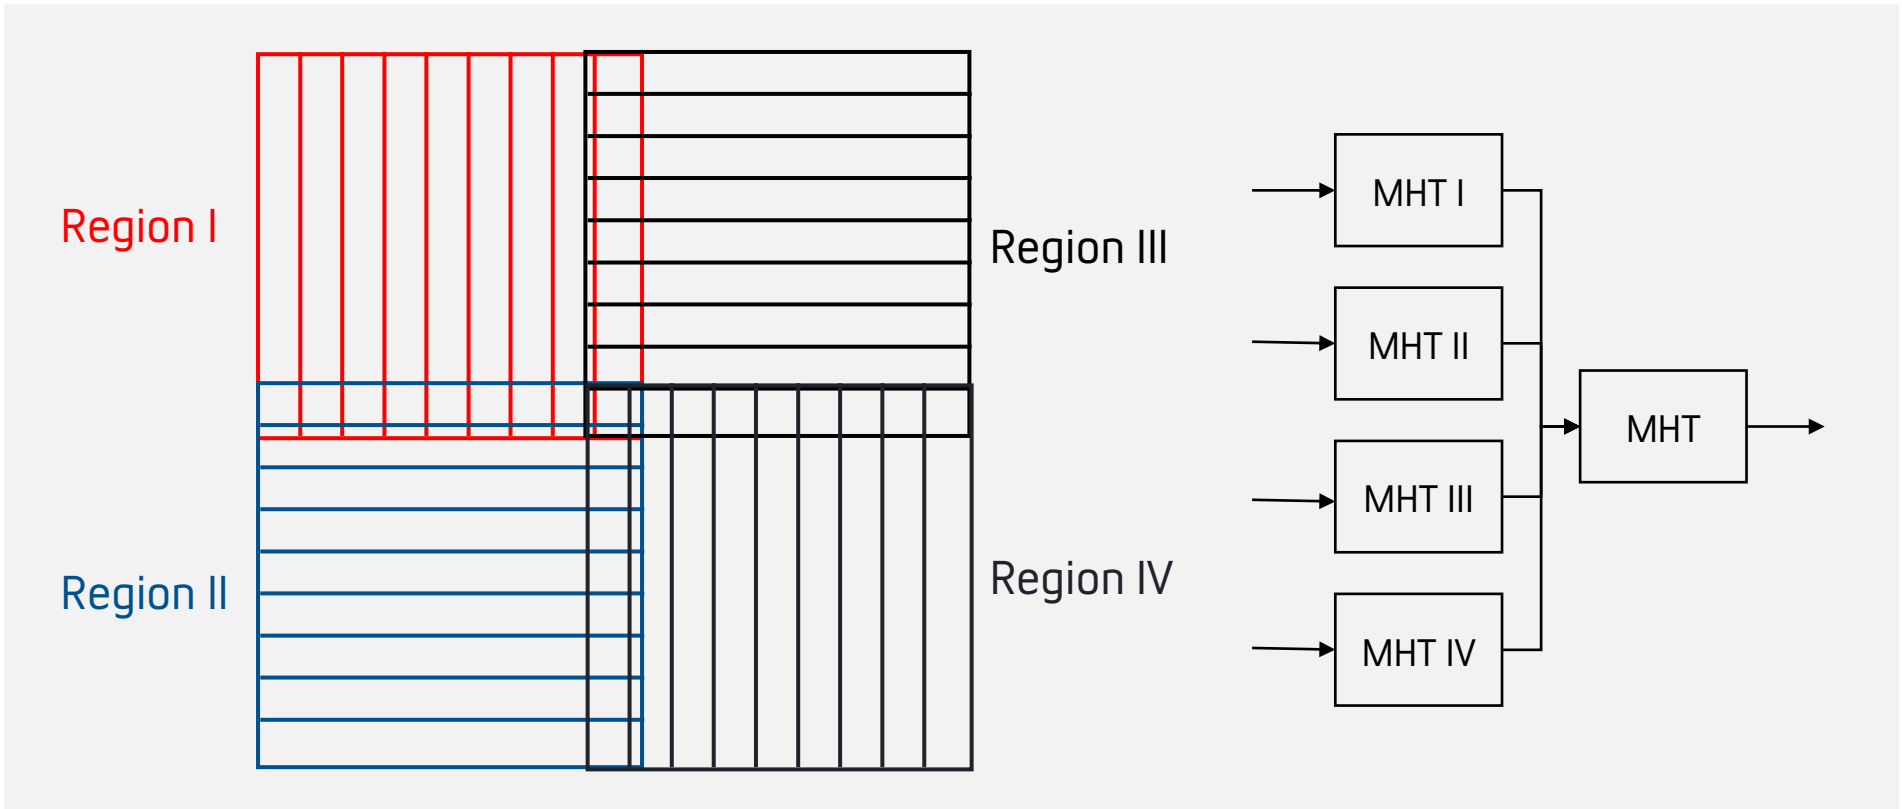 Region I
Region II
Region III
Region IV
MHT I
MHT II
MHT III
MHT IV
MHT